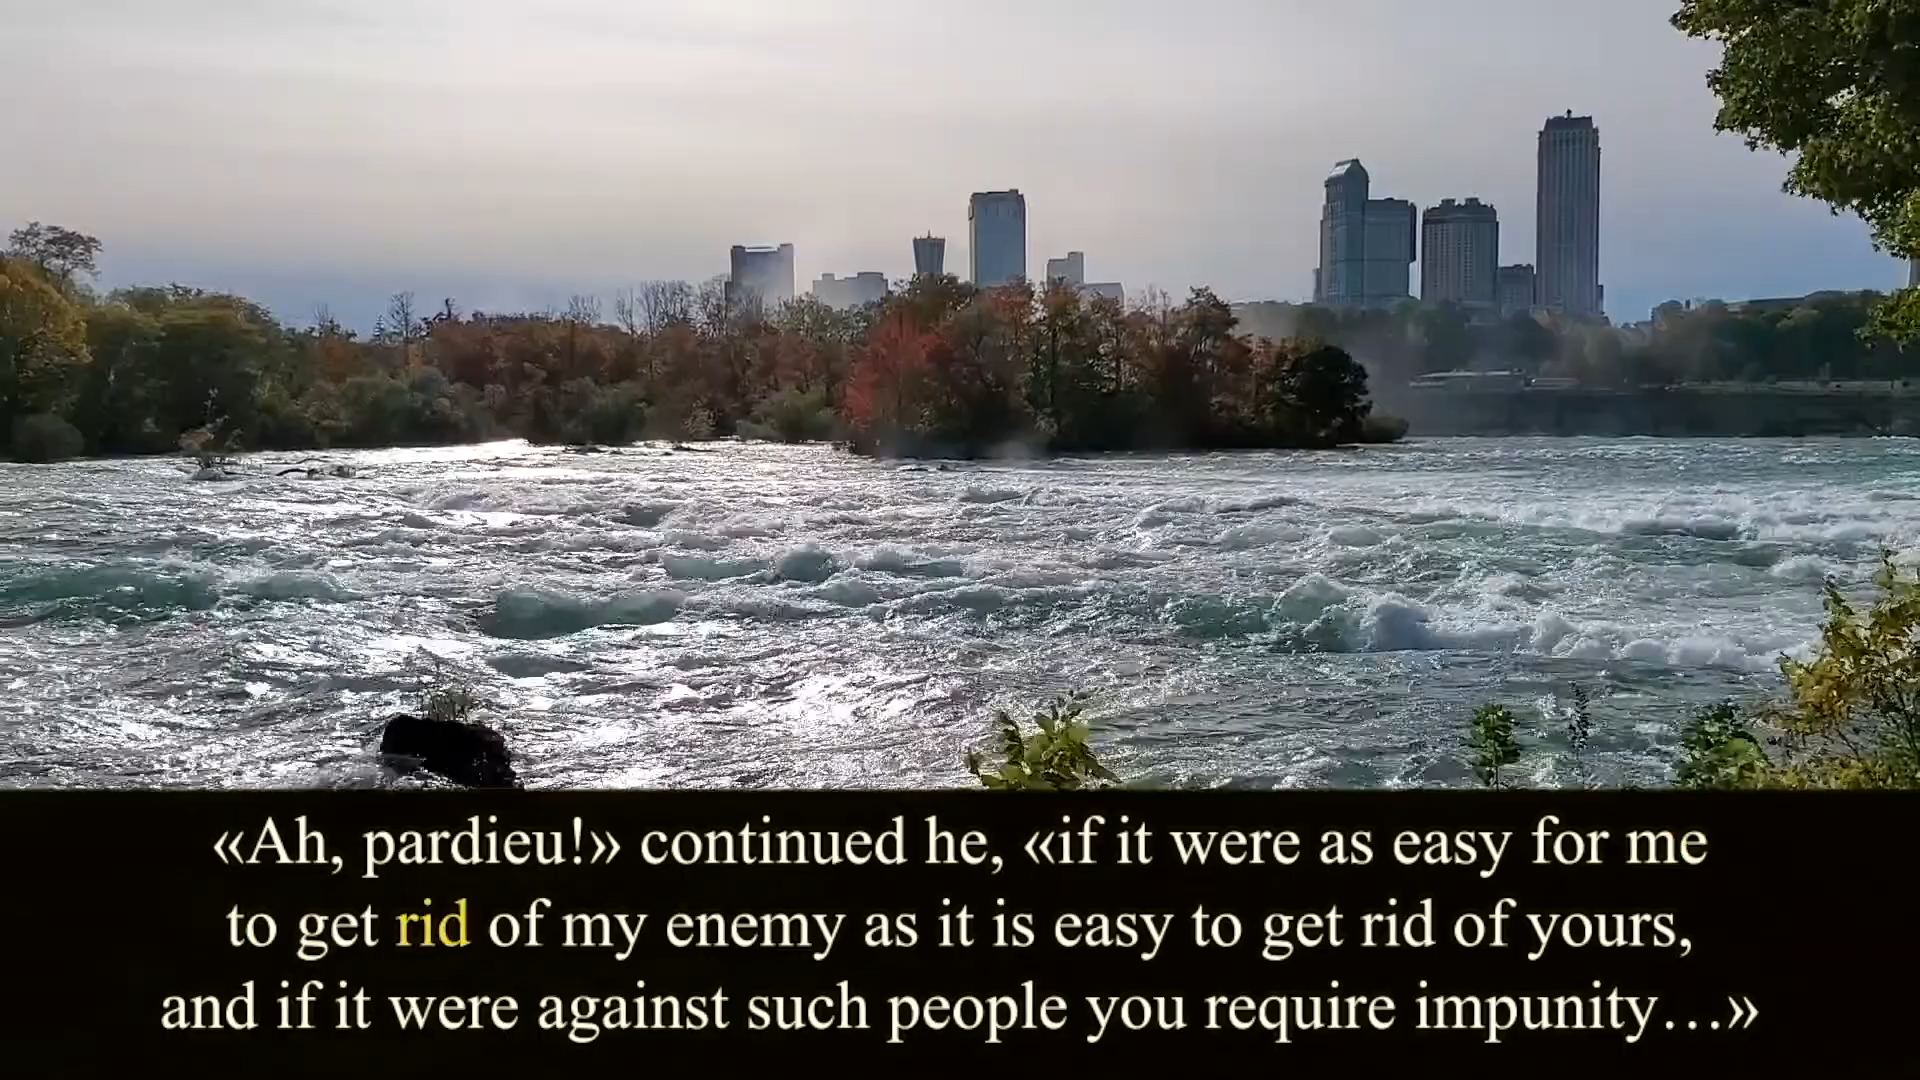 «Ah, pardieu!» continued he, «if it were as easy for me
to get rid of my enemy as it is easy to get rid of yours,
and if it were against such people you require impunity…»